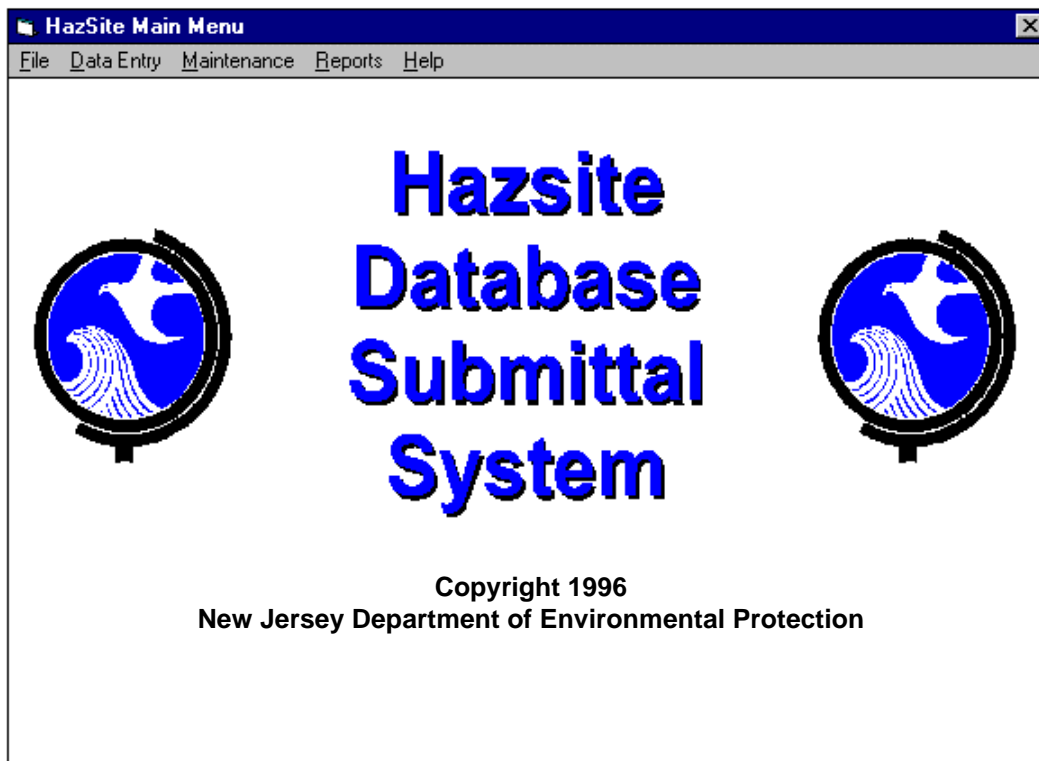 HazSite Main Menu
File Data Entry Maintenance Reports Help
Hazsite
Database
Submittal
System
Copyright 1996
New Jersey Department of Environmental Protection